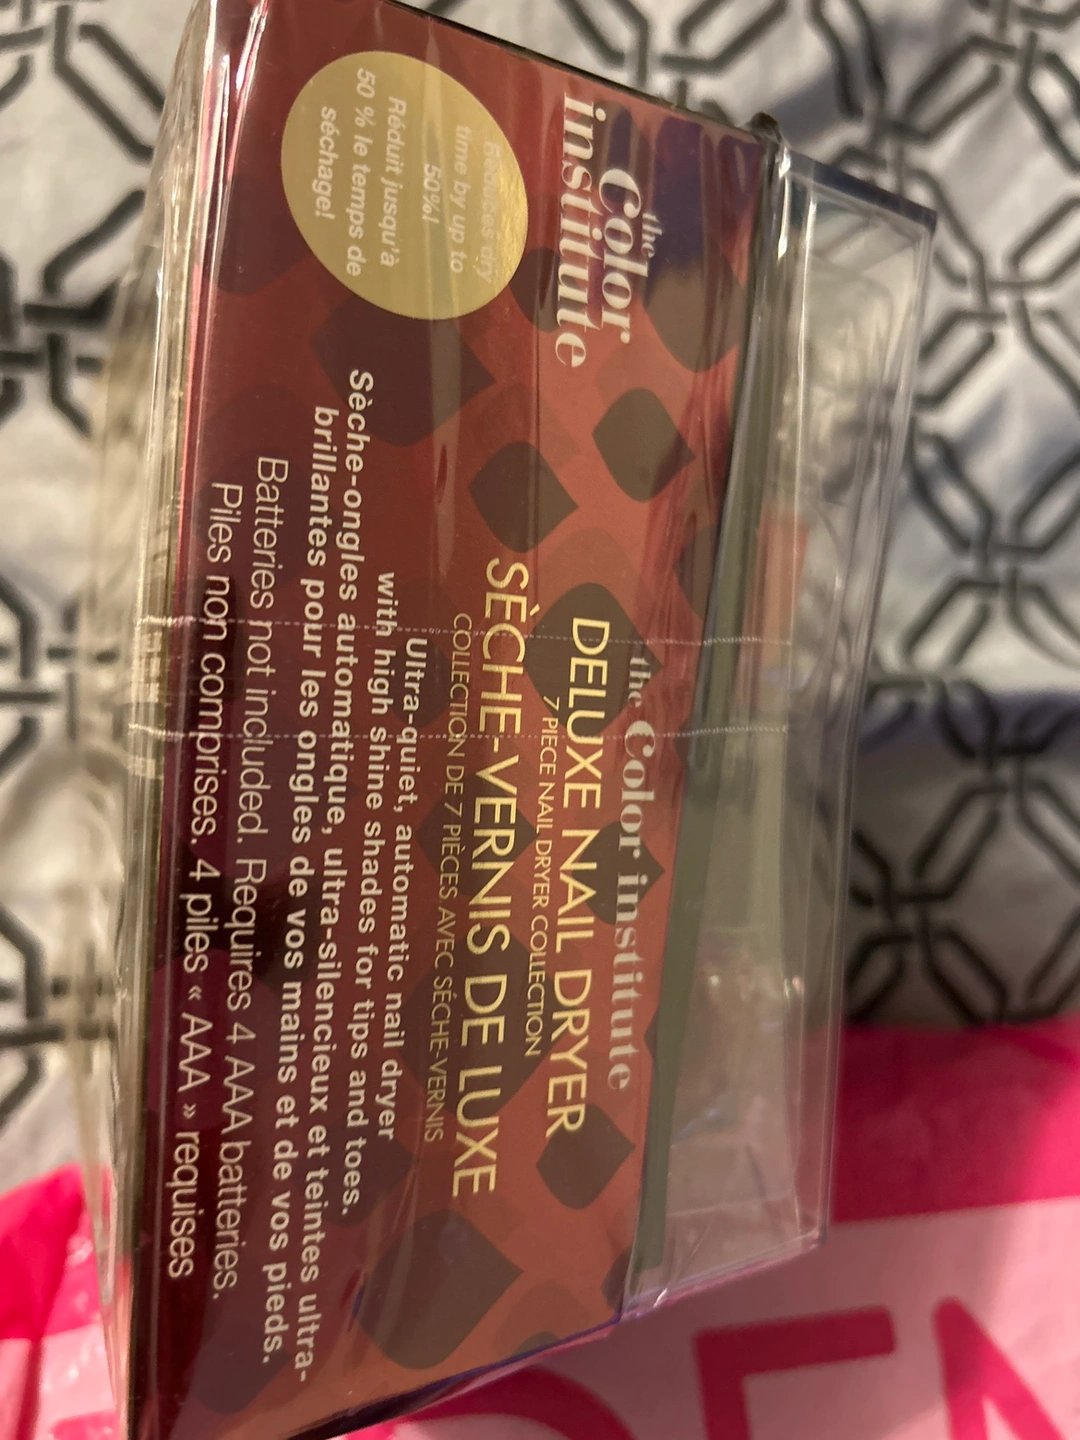 the
Color
institute
Reduces dry
time by up to
50%!
Réduit jusqu'à
50 % le temps de
séchage!
the Color institute
DELUXE NAIL DRYER
7 PIECE NAIL DRYER COLLECTION
SÈCHE-VERNIS DE LUXE
COLLECTION DE 7 PIÈCES AVEC SÉCHE-VERNIS
Ultra-quiet, automatic nail dryer
with high shine shades for tips and toes.
Sèche-ongles automatique, ultra-silencieux et teintes ultra-
brillantes pour les ongles de vos mains et de vos pieds.
Batteries not included. Requires 4 AAA batteries.
Piles non comprises. 4 piles « AAA » requises